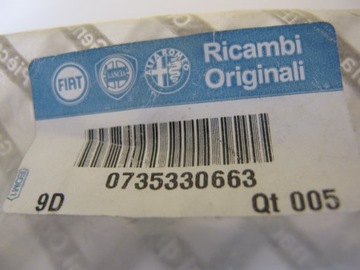 FIAT LANCIA ALFA ROMEO Ricambi
Originali
0735330663
9D Qt 005